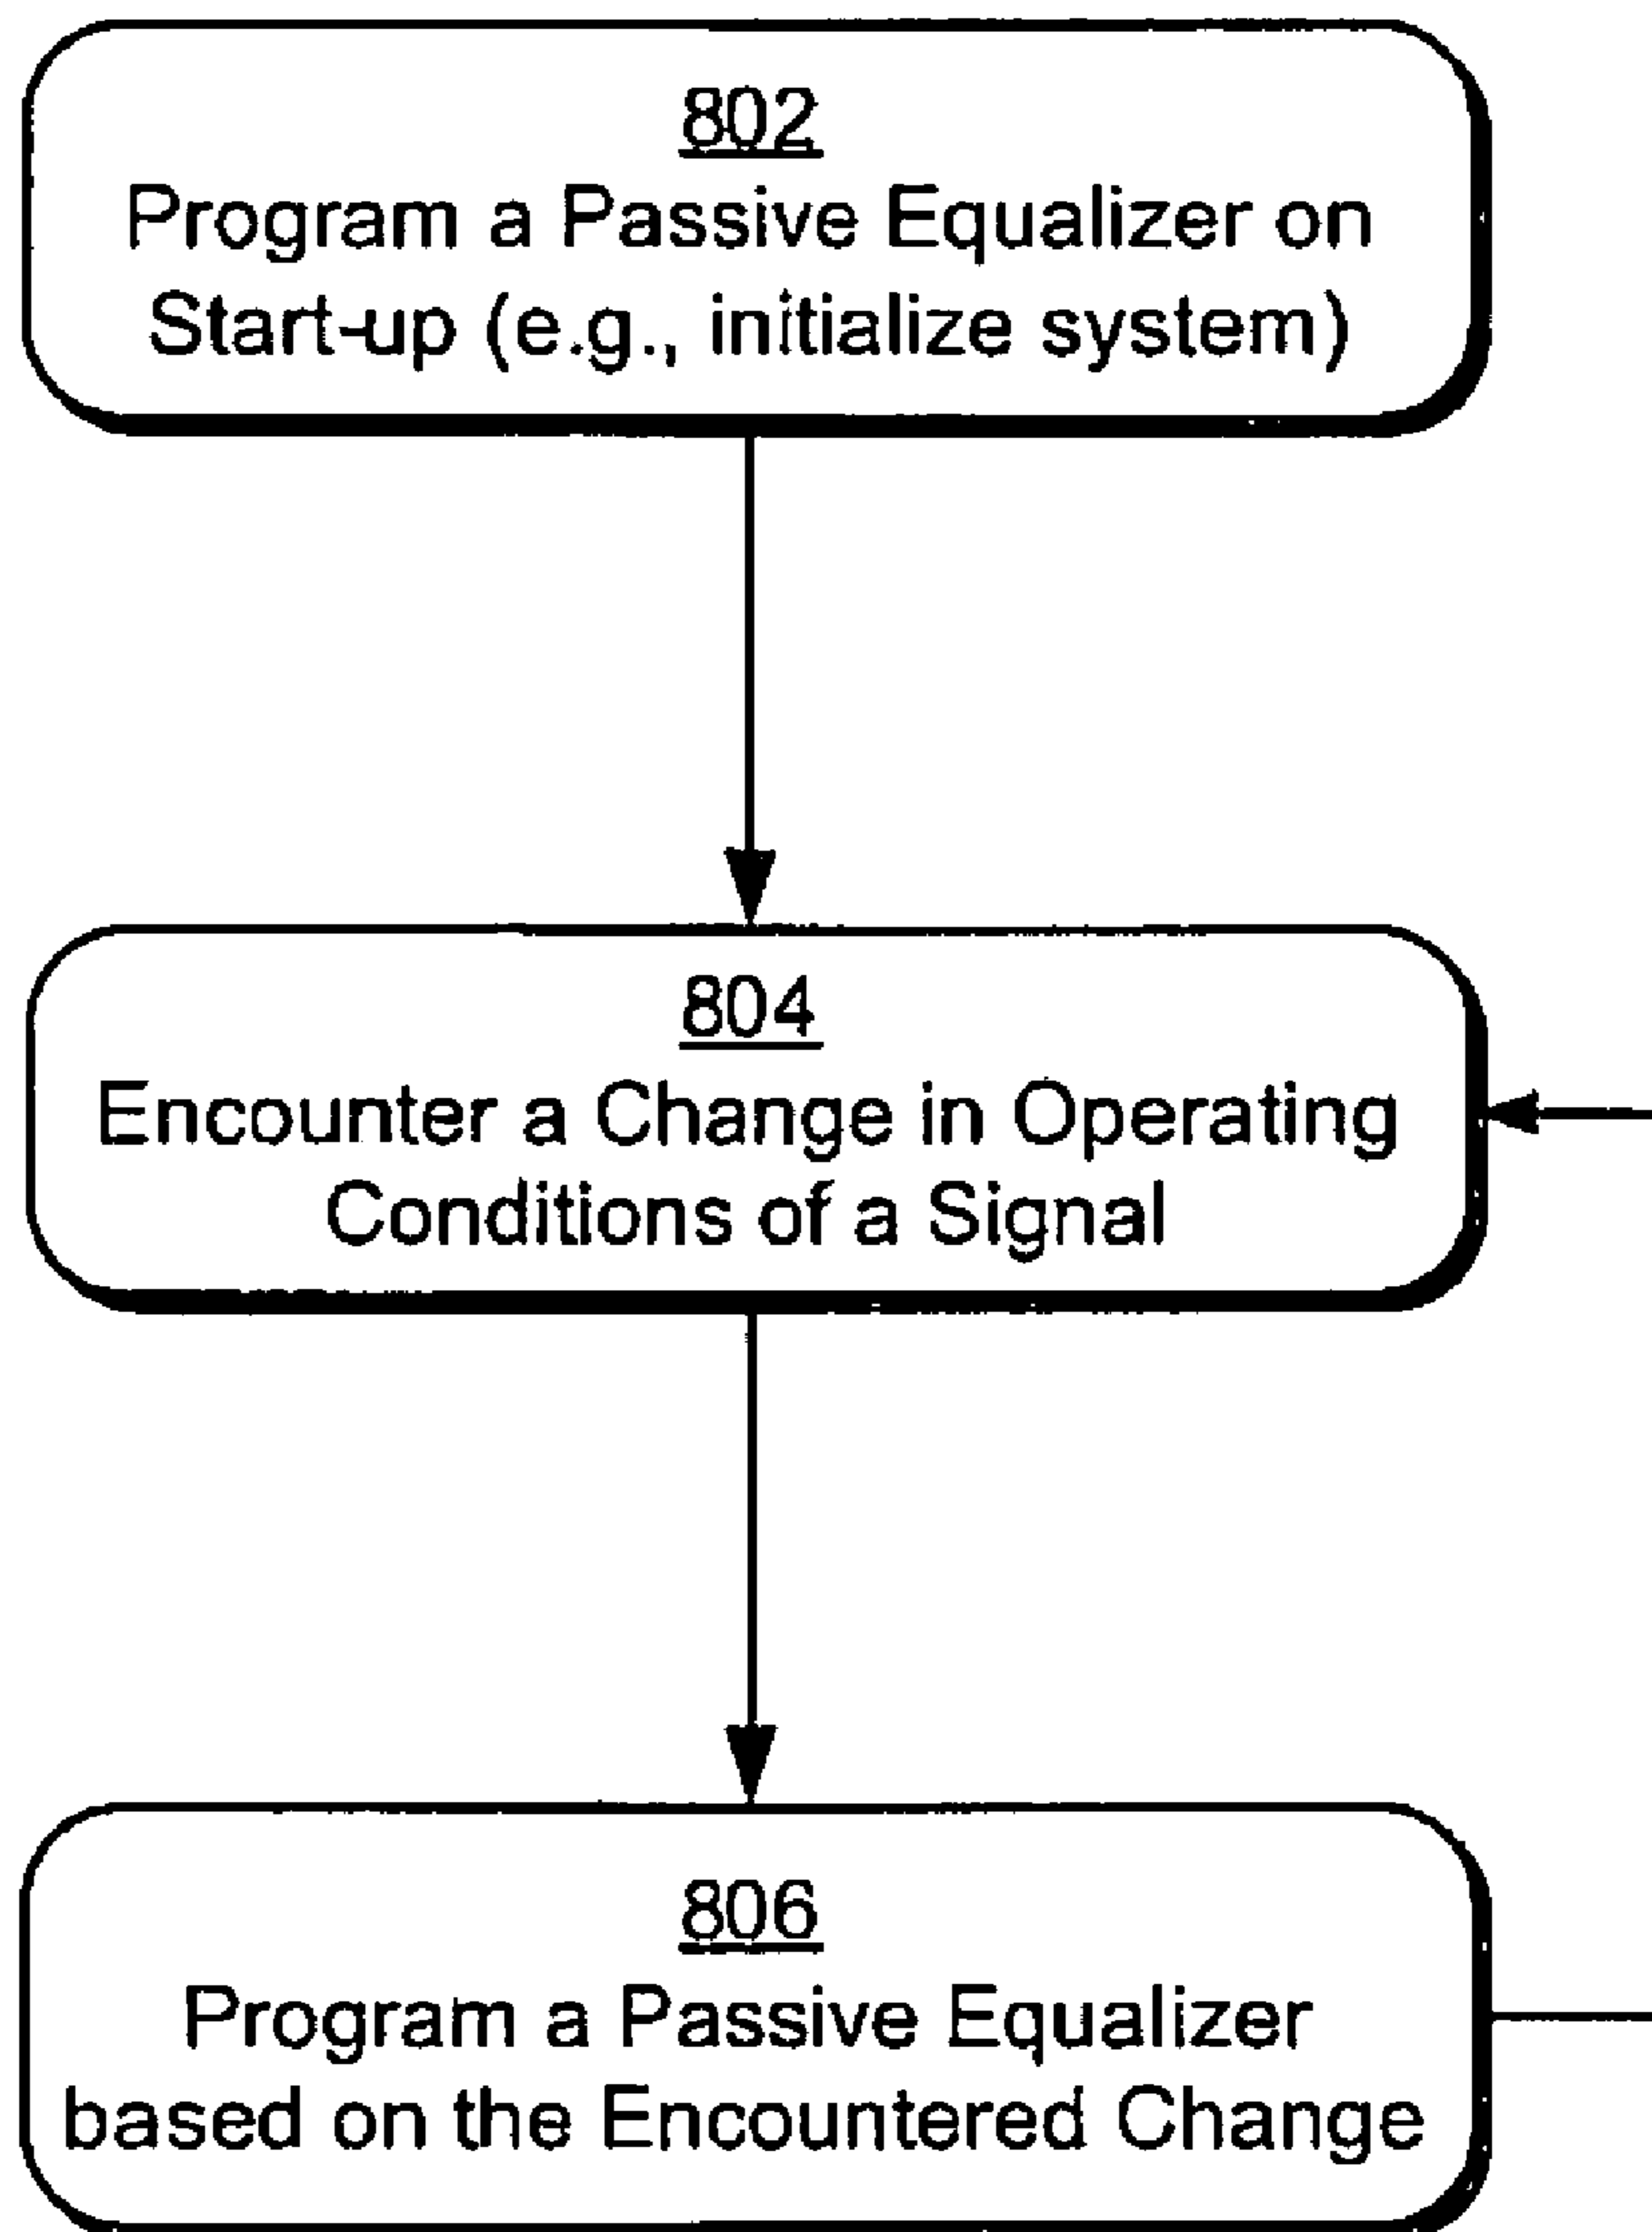 802
Program a Passive Equalizer on
Start-up (e.g., initialize system)
804
Encounter a Change in Operating
Conditions of a Signal
806
Program a Passive Equalizer
based on the Encountered Change